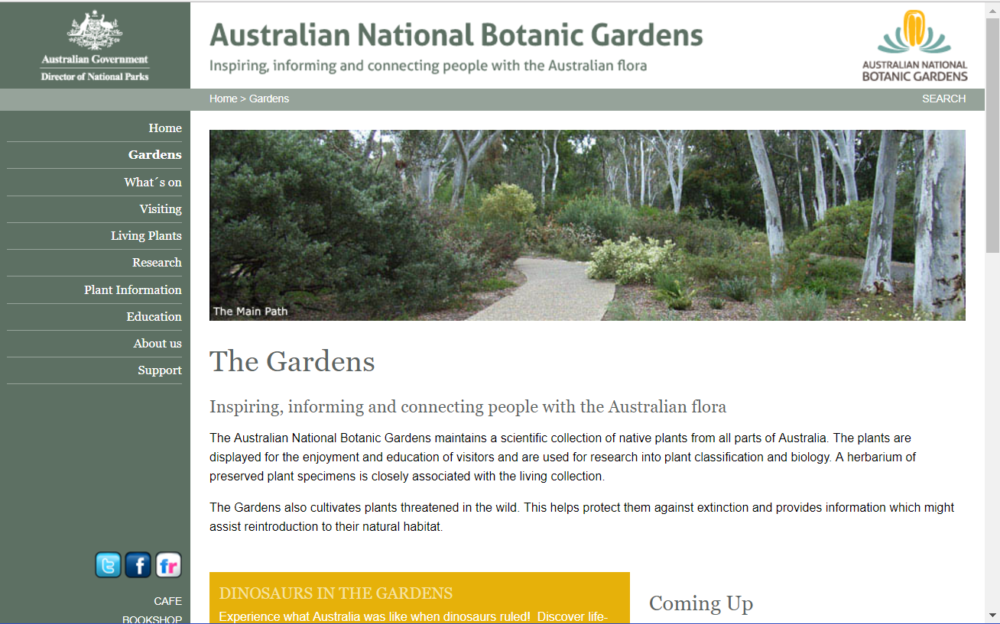 Australian Government
Director of National Parks
Australian National Botanic Gardens
Inspiring, informing and connecting people with the Australian flora
AUSTRALIAN NATIONAL
BOTANIC GARDENS
Home > Gardens
SEARCH
Home
Gardens
What´s on
Visiting
Living Plants
Research
Plant Information
Education
About us
Support
The Main Path
The Gardens
Inspiring, informing and connecting people with the Australian flora
The Australian National Botanic Gardens maintains a scientific collection of native plants from all parts of Australia. The plants are
displayed for the enjoyment and education of visitors and are used for research into plant classification and biology. A herbarium of
preserved plant specimens is closely associated with the living collection.
The Gardens also cultivates plants threatened in the wild. This helps protect them against extinction and provides information which might
assist reintroduction to their natural habitat.
t
f
fr
CAFE
BOOKSHOP
DINOSAURS IN THE GARDENS
Experience what Australia was like when dinosaurs ruled!  Discover life-
Coming Up